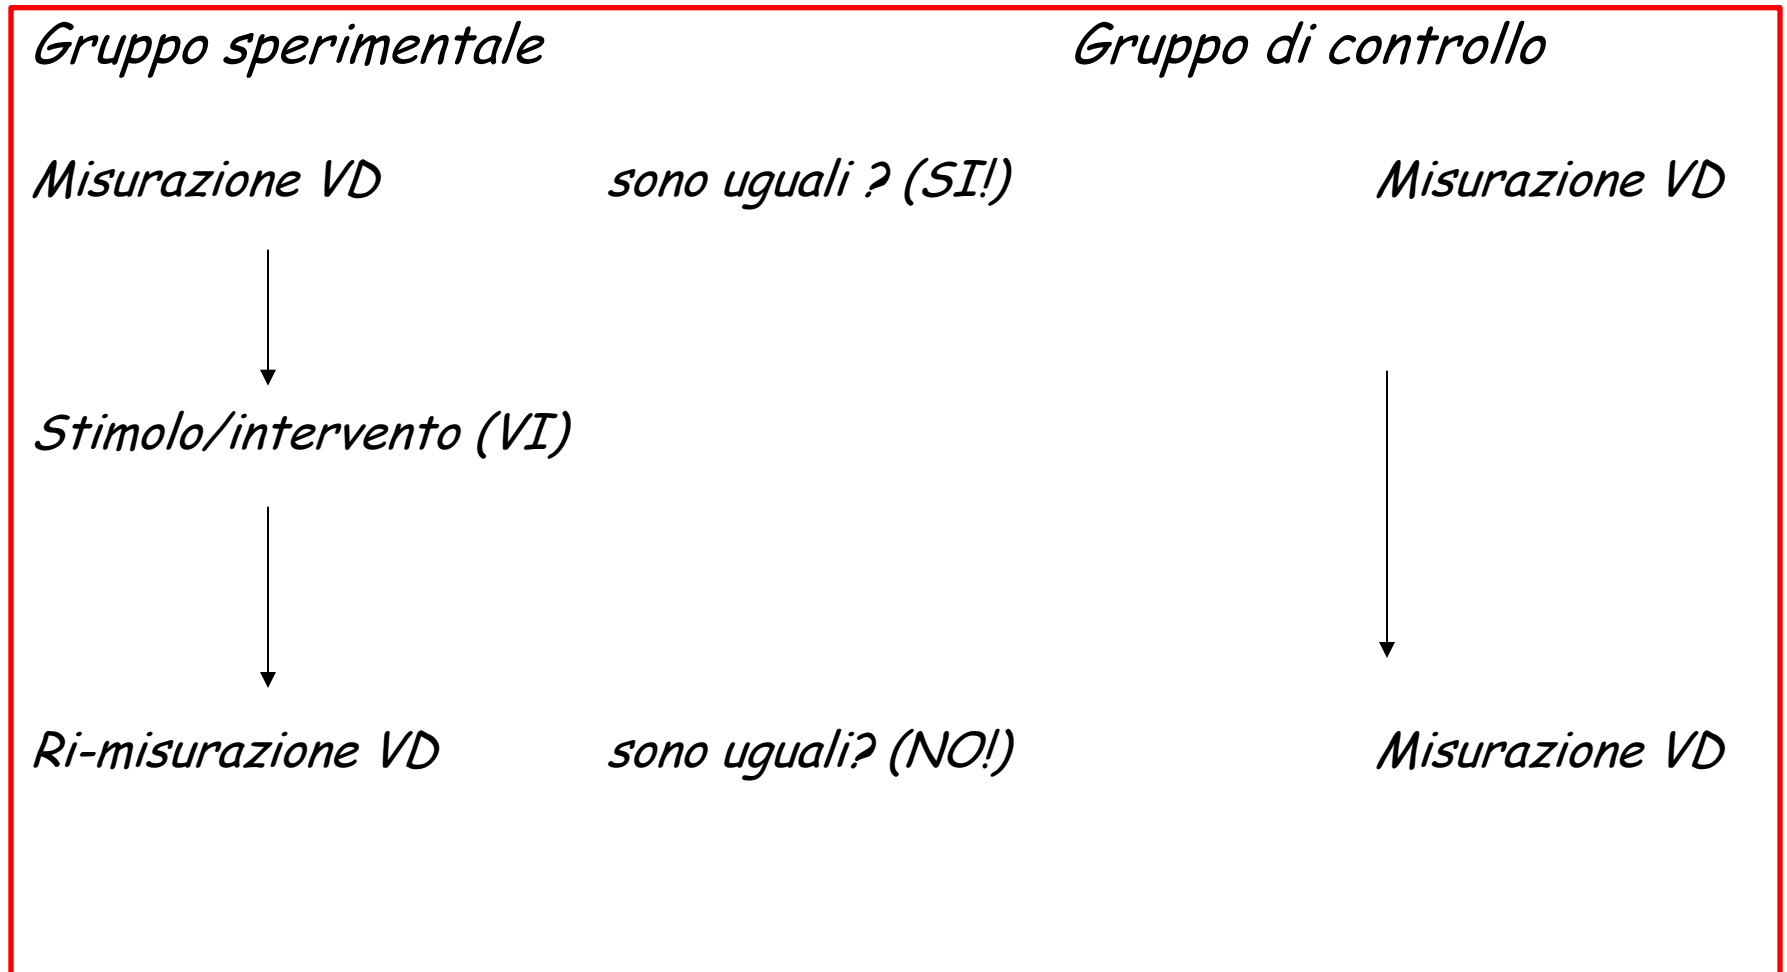 Gruppo sperimentale Gruppo di controllo
Misurazione VD sono uguali ? (SI!) Misurazione VD
Stimolo/intervento (VI)
Ri-misurazione VD sono uguali? (NO!) Misurazione VD